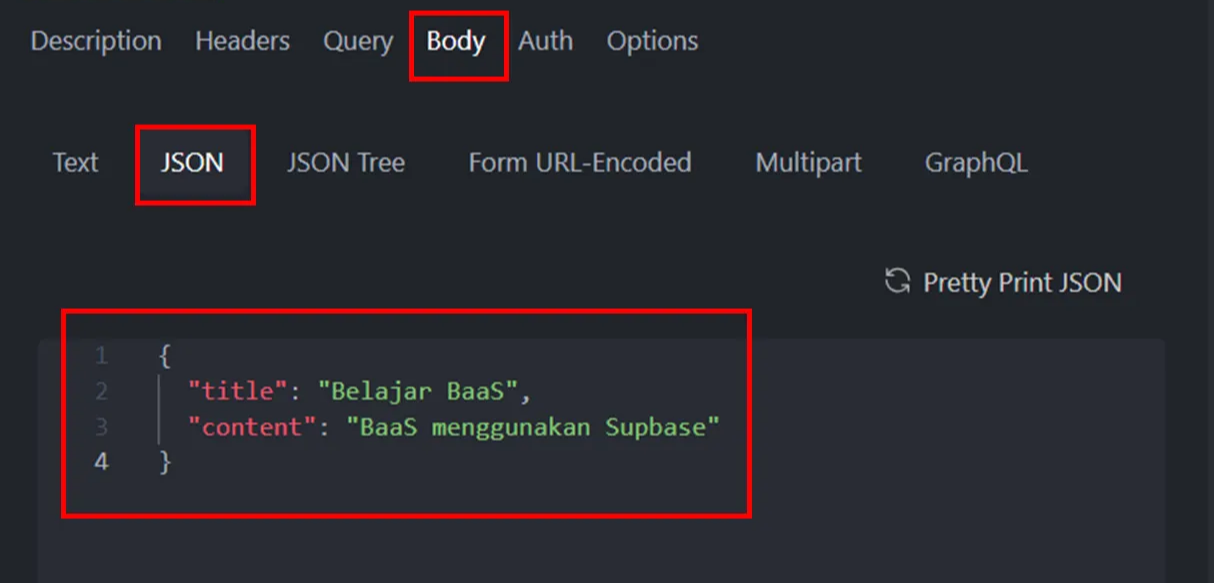 Description Headers Query Body Auth Options
Text JSON JSON Tree Form URL-Encoded Multipart GraphQL
Pretty Print JSON
1 {
2 "title": "Belajar BaaS",
3 "content": "BaaS menggunakan Supbase"
4 }